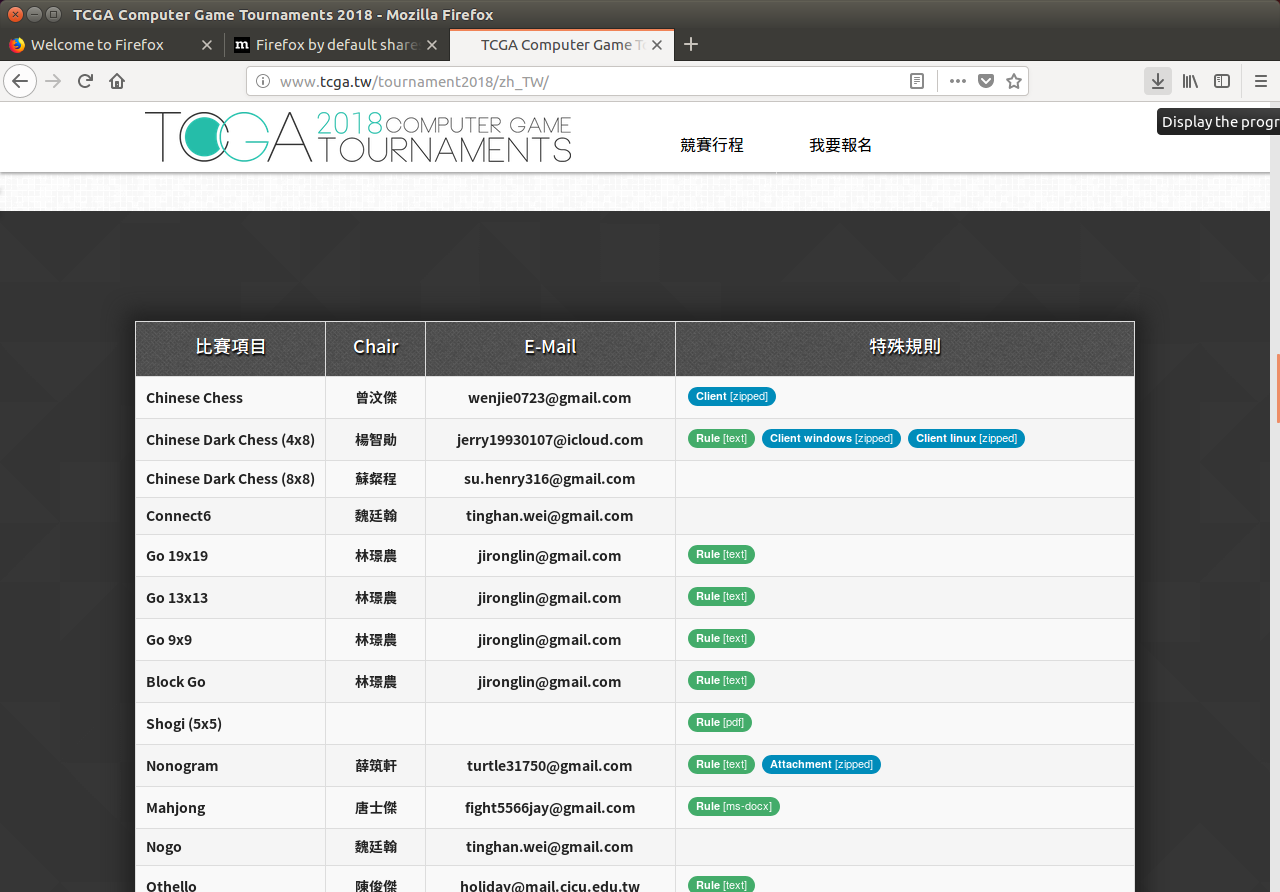 TCGA Computer Game Tournaments 2018 - Mozilla Firefox
Welcome to Firefox
Firefox by default share
TCGA Computer Game To
www.tcga.tw/tournament2018/zh_TW/
Display the progr
TCGA 2018 COMPUTER GAME TOURNAMENTS
競賽行程 我要報名
比賽項目 Chair E-Mail 特殊規則
Chinese Chess 曾汶傑 wenjie0723@gmail.com Client [zipped]
Chinese Dark Chess (4x8) 楊智勛 jerry19930107@icloud.com Rule [text] Client windows [zipped] Client linux [zipped]
Chinese Dark Chess (8x8) 蘇粲程 su.henry316@gmail.com
Connect6 魏廷翰 tinghan.wei@gmail.com
Go 19x19 林璟農 jironglin@gmail.com Rule [text]
Go 13x13 林璟農 jironglin@gmail.com Rule [text]
Go 9x9 林璟農 jironglin@gmail.com Rule [text]
Block Go 林璟農 jironglin@gmail.com Rule [text]
Shogi (5x5) Rule [pdf]
Nonogram 薛筑軒 turtle31750@gmail.com Rule [text] Attachment [zipped]
Mahjong 唐士傑 fight5566jay@gmail.com Rule [ms-docx]
Nogo 魏廷翰 tinghan.wei@gmail.com
Othello 陳俊傑 holiday@mail.cjcu.edu.tw Rule [text]